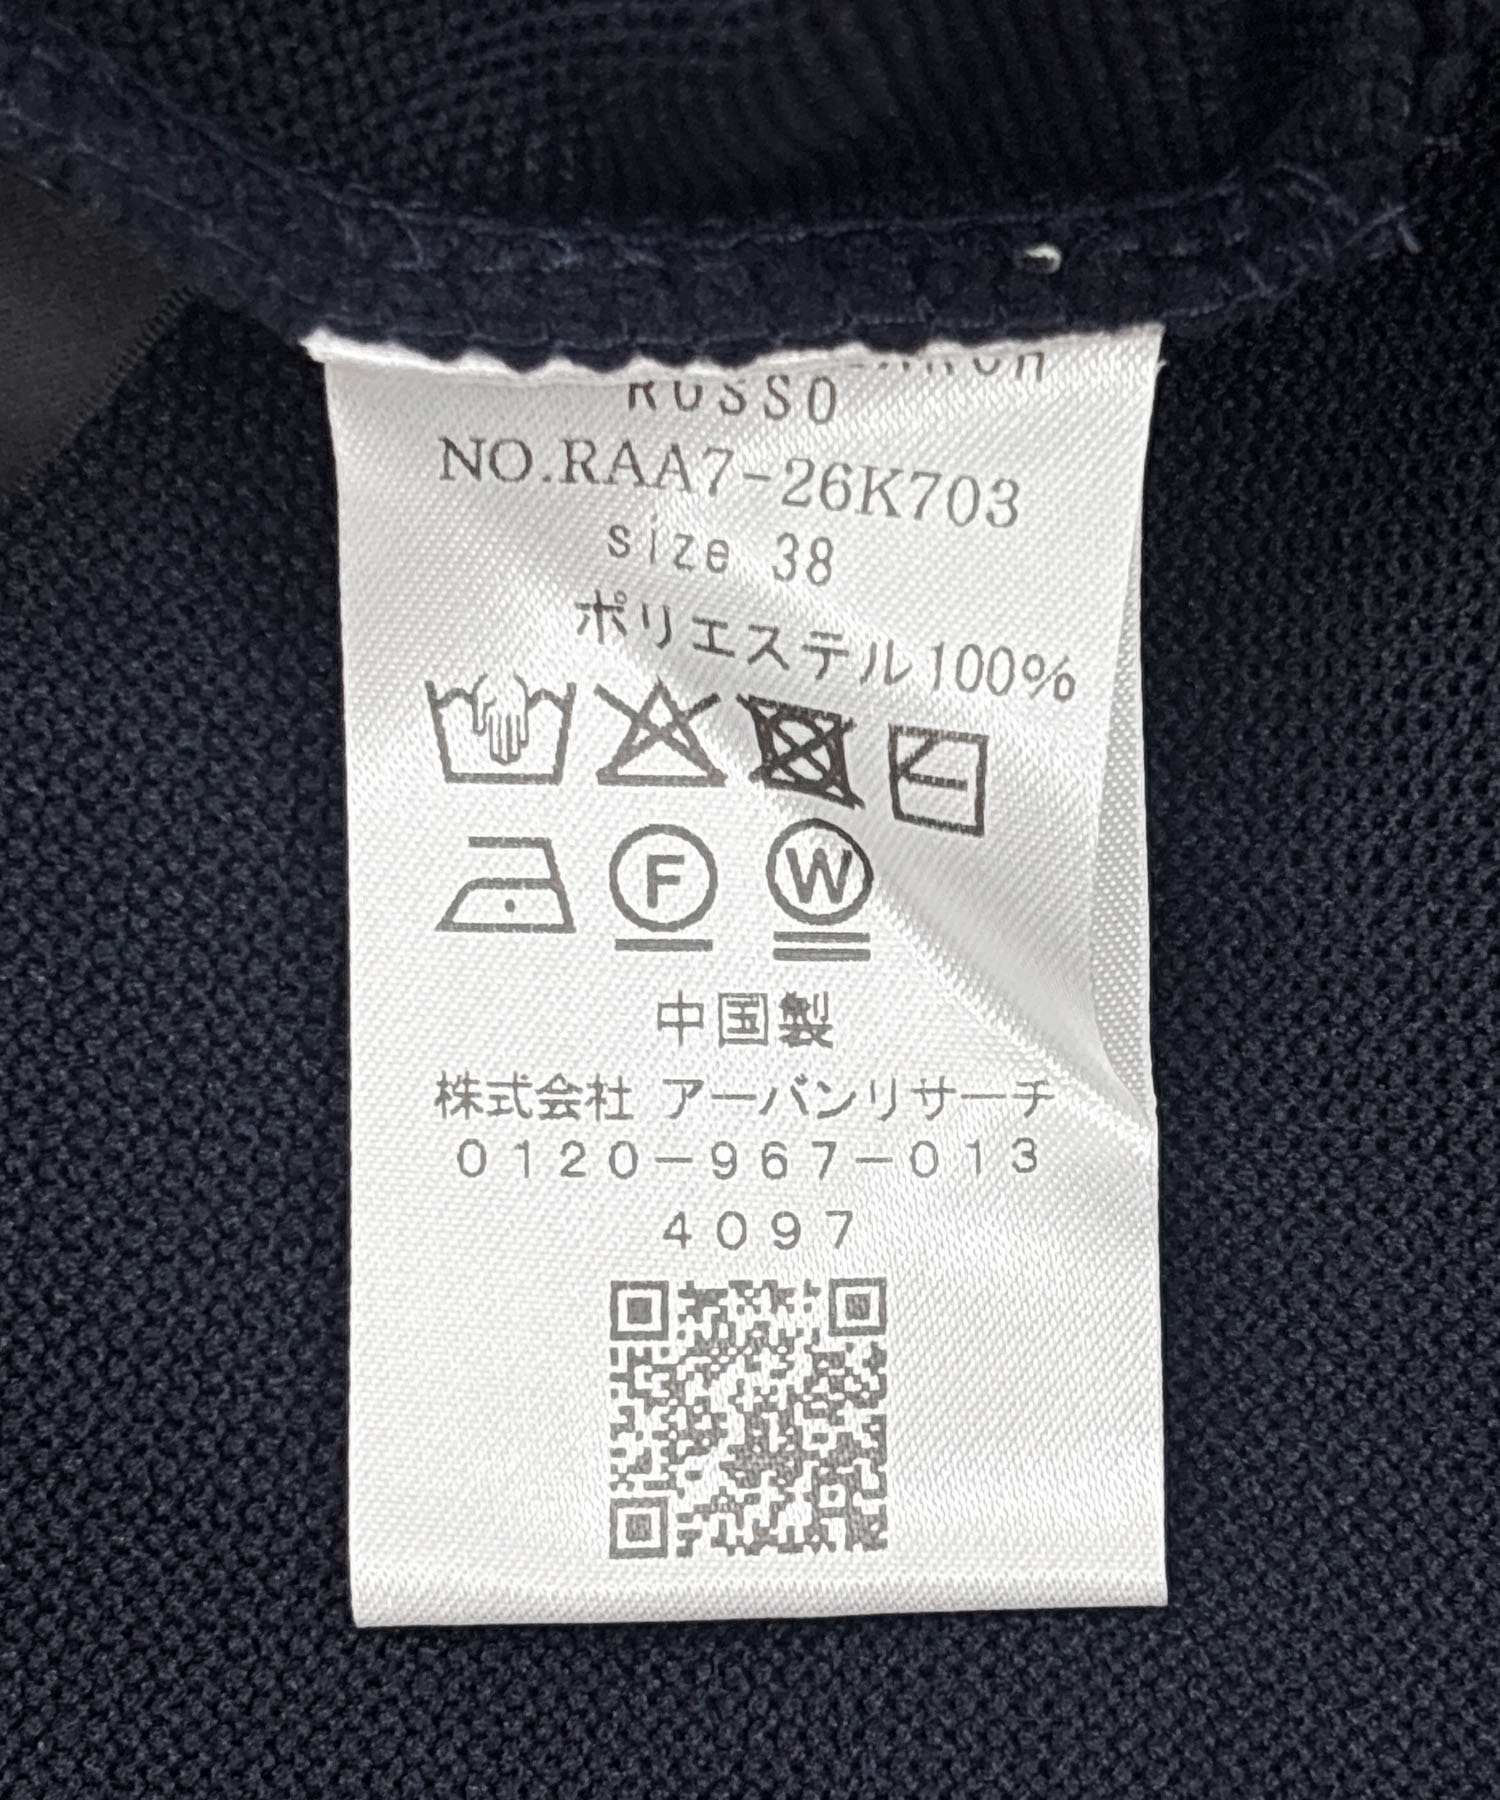 ROSSO
NO.RAA7-26K703
size 38
ポリエステル100%
F W
中国製
株式会社 アーバンリサーチ
0120-967-013
4097